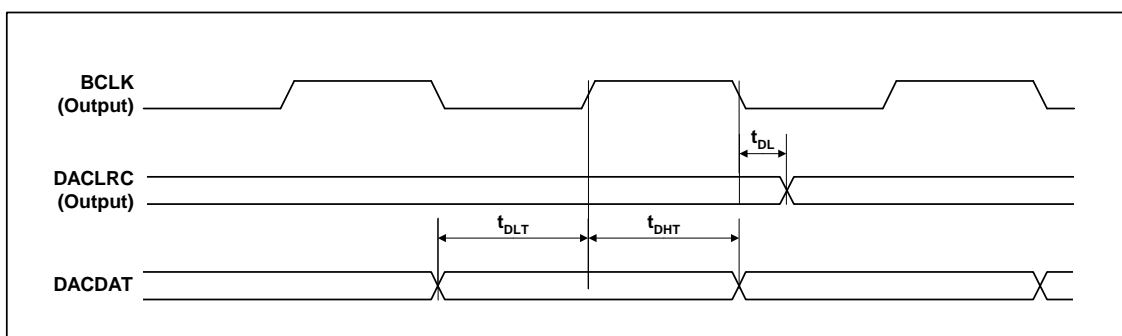 BCLK
(Output)
t_DL
DACLRC
(Output)
t_DLT
t_DHT
DACDAT